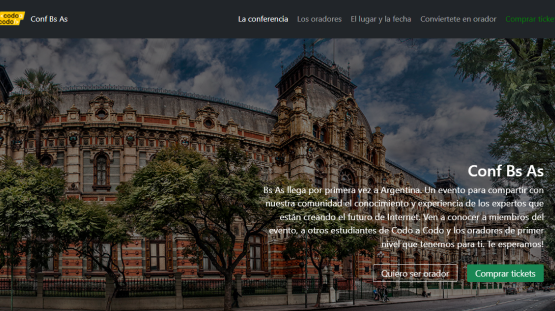 codo
codo
Conf Bs As
La conferencia
Los oradores
El lugar y la fecha
Conviertete en orador
Comprar ticke
Conf Bs As
Bs As llega por primera vez a Argentina. Un evento para compartir con
nuestra comunidad el conocimiento y experiencia de los expertos que
están creando el futuro de Internet. Ven a conocer a miembros del
evento, a otros estudiantes de Codo a Codo y los oradores de primer
nivel que tenemos para ti. Te esperamos!
Quiero ser orador
Comprar tickets